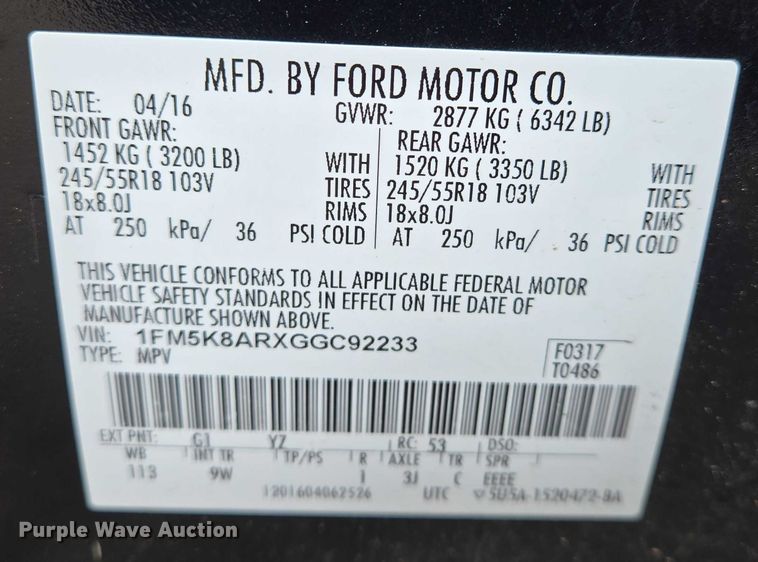 MFD. BY FORD MOTOR CO.
DATE: 04/16 GVWR: 2877 KG ( 6342 LB)
FRONT GAWR: REAR GAWR:
1452 KG ( 3200 LB) WITH 1520 KG ( 3350 LB) WITH
245/55R18 103V TIRES 245/55R18 103V TIRES
18x8.0J RIMS 18x8.0J RIMS
AT 250 kPa/ 36 PSI COLD AT 250 kPa/ 36 PSI COLD
THIS VEHICLE CONFORMS TO ALL APPLICABLE FEDERAL MOTOR
VEHICLE SAFETY STANDARDS IN EFFECT ON THE DATE OF
MANUFACTURE SHOWN ABOVE.
VIN: 1FM5K8ARXGGC92233 F0317
TYPE: MPV T0486
EXT PNT: G1 YZ RC: 53 DSO:
WB INT TR TP/PS R AXLE TR SPR
113 9W 1 3J C EEEE
1201604062526 UTC 5U5A-1520472-BA
Purple Wave Auction